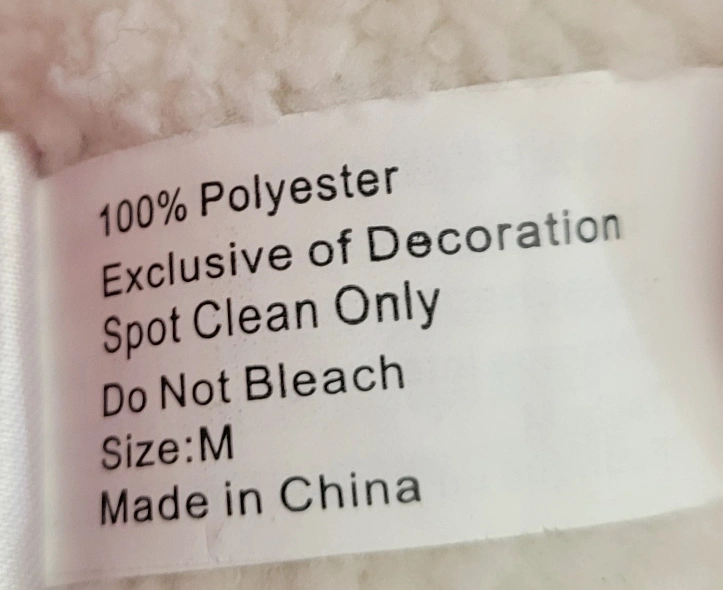 100% Polyester
Exclusive of Decoration
Spot Clean Only
Do Not Bleach
Size:M
Made in China